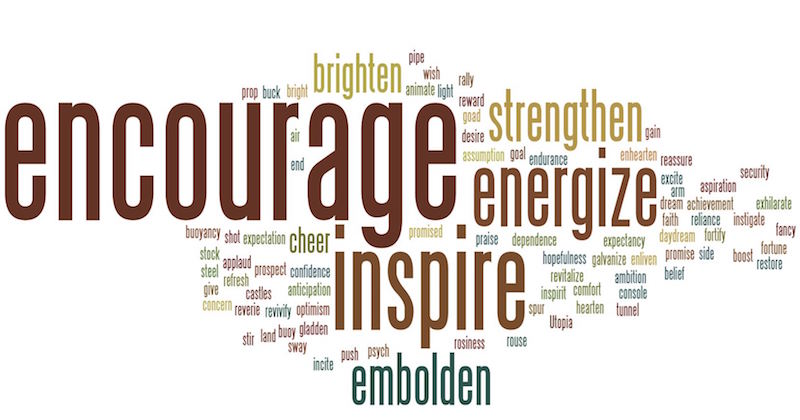 pipe
brighten wish rally
prop buck bright animate light reward
encourage goad strengthen
air desire gain
end assumption goal endurance enhearten reassure
energize excite arm aspiration security
dream achievement exhilarate
faith reliance instigate
buoyancy shot expectation cheer promised praise dependence expectancy daydream fortify fancy
inspire
stock applaud prospect confidence hopefulness galvanize enliven promise side boost fortune
steel refresh revitalize ambition belief restore
give castles anticipation inspirit comfort console
concern reverie revivify optimism spur hearten tunnel
stir land buoy gladden Utopia
sway rosiness rouse
incite push psych
embolden